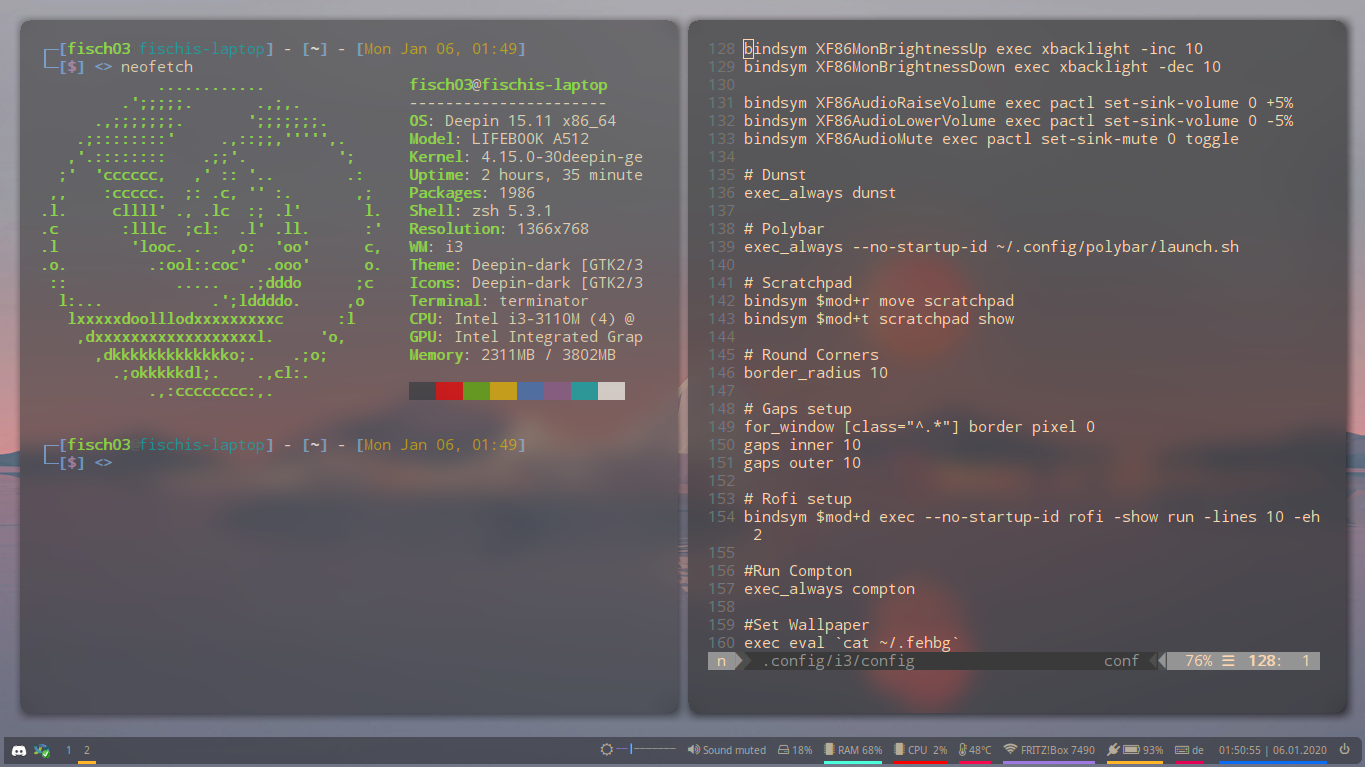 ┌─[fisch03 fischis-laptop] - [~] - [Mon Jan 06, 01:49]
└─[$] <> neofetch
fisch03@fischis-laptop
----------------------
OS: Deepin 15.11 x86_64
Model: LIFEBOOK A512
Kernel: 4.15.0-30deepin-ge
Uptime: 2 hours, 35 minute
Packages: 1986
Shell: zsh 5.3.1
Resolution: 1366x768
WM: i3
Theme: Deepin-dark [GTK2/3
Icons: Deepin-dark [GTK2/3
Terminal: terminator
CPU: Intel i3-3110M (4) @
GPU: Intel Integrated Grap
Memory: 2311MB / 3802MB
┌─[fisch03 fischis-laptop] - [~] - [Mon Jan 06, 01:49]
└─[$] <>
128 bindsym XF86MonBrightnessUp exec xbacklight -inc 10
129 bindsym XF86MonBrightnessDown exec xbacklight -dec 10
130
131 bindsym XF86AudioRaiseVolume exec pactl set-sink-volume 0 +5%
132 bindsym XF86AudioLowerVolume exec pactl set-sink-volume 0 -5%
133 bindsym XF86AudioMute exec pactl set-sink-mute 0 toggle
134
135 # Dunst
136 exec_always dunst
137
138 # Polybar
139 exec_always --no-startup-id ~/.config/polybar/launch.sh
140
141 # Scratchpad
142 bindsym $mod+r move scratchpad
143 bindsym $mod+t scratchpad show
144
145 # Round Corners
146 border_radius 10
147
148 # Gaps setup
149 for_window [class="^.*"] border pixel 0
150 gaps inner 10
151 gaps outer 10
152
153 # Rofi setup
154 bindsym $mod+d exec --no-startup-id rofi -show run -lines 10 -eh
2
155
156 #Run Compton
157 exec_always compton
158
159 #Set Wallpaper
160 exec eval `cat ~/.fehbg`
n .config/i3/config conf 76% ☰ 128: 1
1 2 Sound muted 18% RAM 68% CPU 2% 48°C FRITZ!Box 7490 93% de 01:50:55 | 06.01.2020